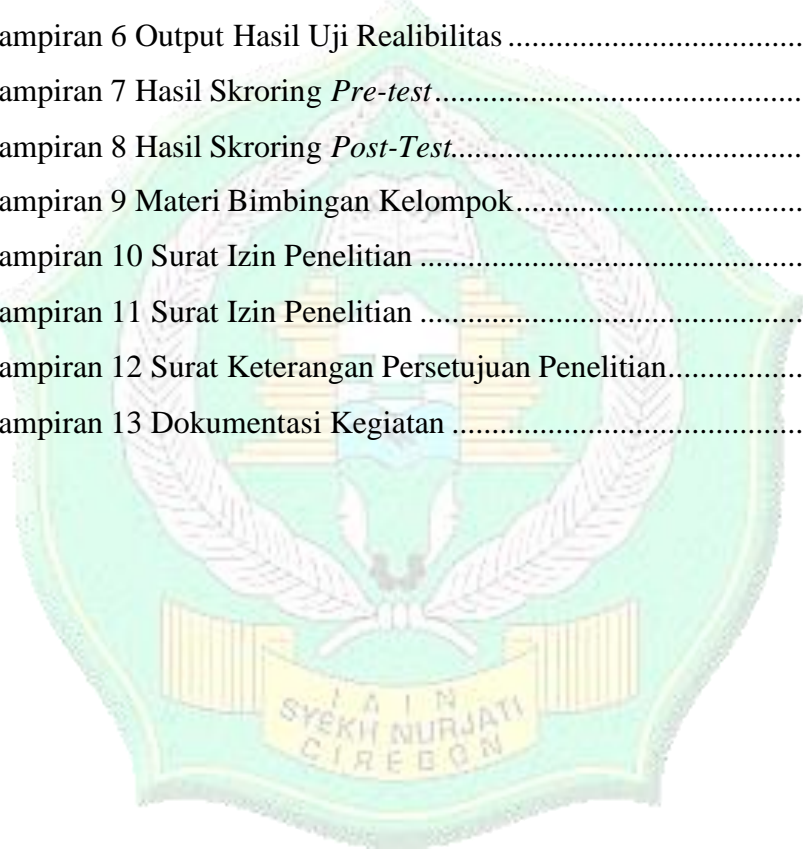 ampiran 6 Output Hasil Uji Realibilitas ......................................
ampiran 7 Hasil Skroring Pre-test ...............................................
ampiran 8 Hasil Skroring Post-Test.............................................
ampiran 9 Materi Bimbingan Kelompok.....................................
ampiran 10 Surat Izin Penelitian .................................................
ampiran 11 Surat Izin Penelitian .................................................
ampiran 12 Surat Keterangan Persetujuan Penelitian..................
ampiran 13 Dokumentasi Kegiatan .............................................
IAIN
SYEKH NURJATI
CIREBON